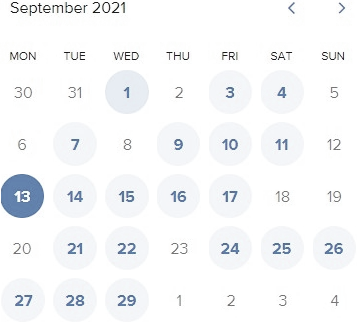 September 2021
MON TUE WED THU FRI SAT SUN
30 31 1 2 3 4 5
6 7 8 9 10 11 12
13 14 15 16 17 18 19
20 21 22 23 24 25 26
27 28 29 1 2 3 4